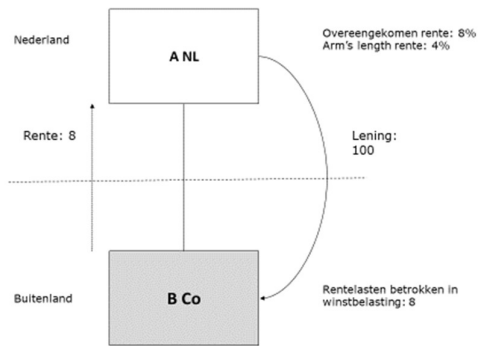 Nederland
A NL
Overeengekomen rente: 8%
Arm's length rente: 4%
Rente: 8
Lening:
100
Buitenland
B Co
Rentelasten betrokken in
winstbelasting: 8